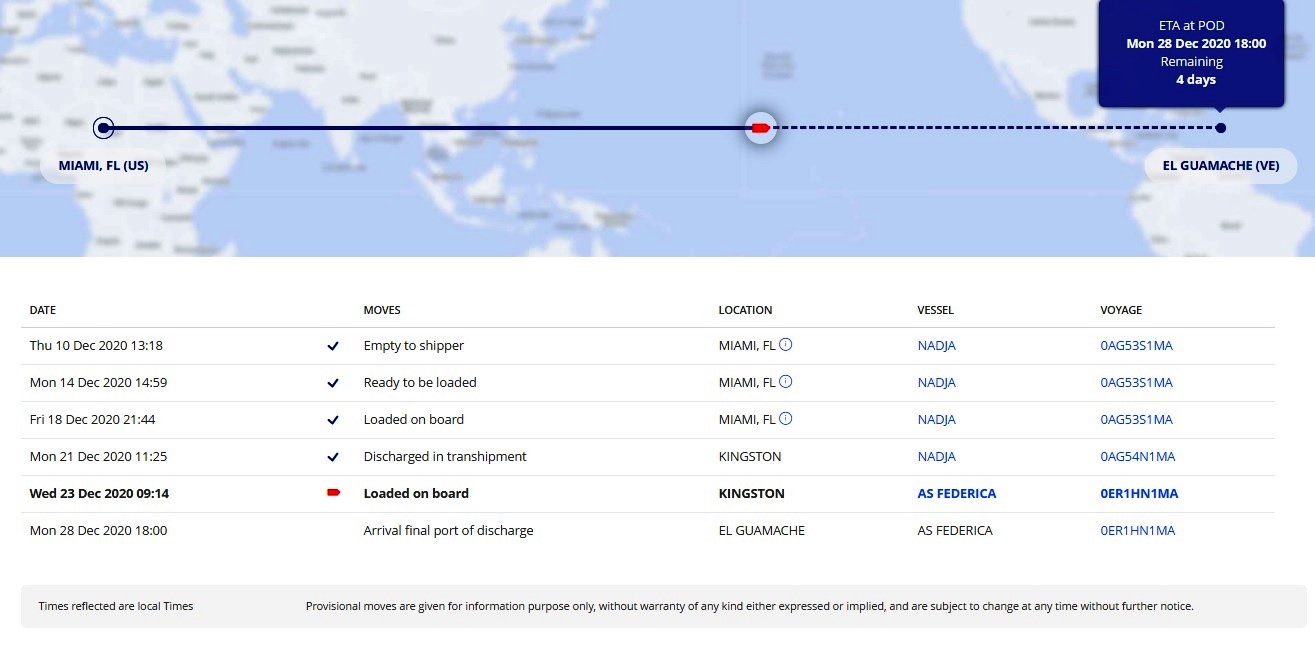 ETA at POD
Mon 28 Dec 2020 18:00
Remaining
4 days
MIAMI, FL (US)
EL GUAMACHE (VE)
DATE MOVES LOCATION VESSEL VOYAGE
Thu 10 Dec 2020 13:18 Empty to shipper MIAMI, FL NADJA 0AG53S1MA
Mon 14 Dec 2020 14:59 Ready to be loaded MIAMI, FL NADJA 0AG53S1MA
Fri 18 Dec 2020 21:44 Loaded on board MIAMI, FL NADJA 0AG53S1MA
Mon 21 Dec 2020 11:25 Discharged in transhipment KINGSTON NADJA 0AG54N1MA
Wed 23 Dec 2020 09:14 Loaded on board KINGSTON AS FEDERICA 0ER1HN1MA
Mon 28 Dec 2020 18:00 Arrival final port of discharge EL GUAMACHE AS FEDERICA 0ER1HN1MA
Times reflected are local Times Provisional moves are given for information purpose only, without warranty of any kind either expressed or implied, and are subject to change at any time without further notice.